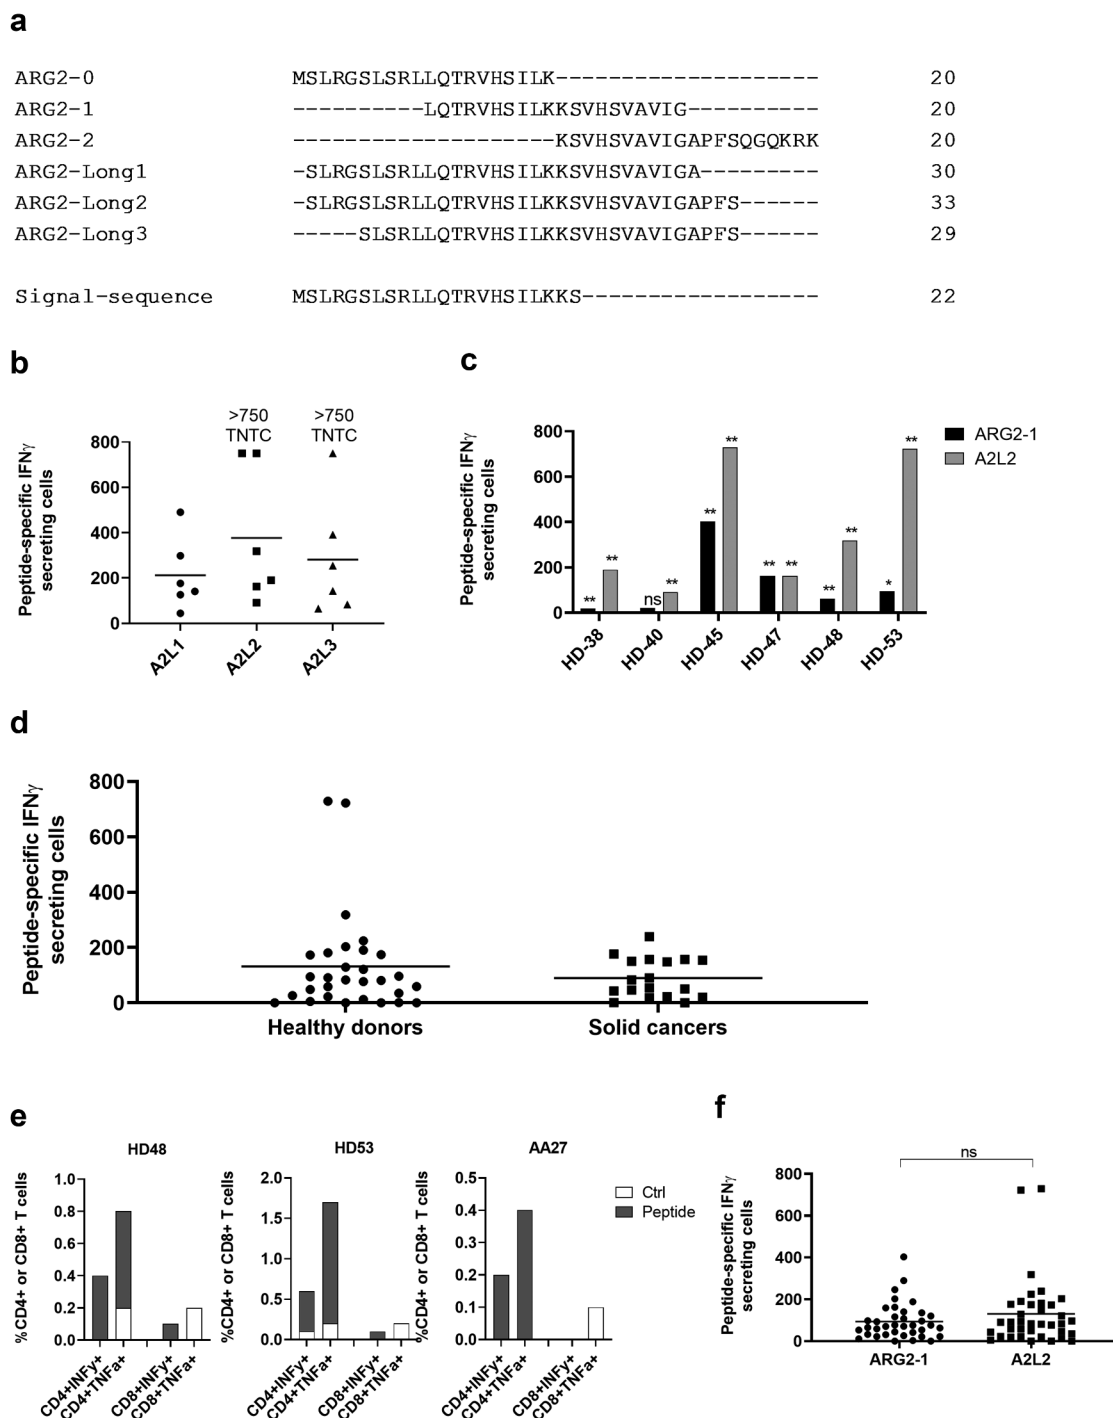 a
ARG2-0 MSLRGSLSRLLQTRVHSILK--------------------- 20
ARG2-1 ----------LQTRVHSILKKSVHSVAVIG----------- 20
ARG2-2 --------------------KSVHSVAVIGAPFSQGQKRK 20
ARG2-Long1 -SLRGSLSRLLQTRVHSILKKSVHSVAVIGA---------- 30
ARG2-Long2 -SLRGSLSRLLQTRVHSILKKSVHSVAVIGAPFS------ 33
ARG2-Long3 -----SLSRLLQTRVHSILKKSVHSVAVIGAPFS------ 29
Signal-sequence MSLRGSLSRLLQTRVHSILKKS------------------ 22
b
>750 >750
TNTC TNTC
Peptide-specific IFNγ
secreting cells
800
600
400
200
0
A2L1 A2L2 A2L3
c
Peptide-specific IFNγ
secreting cells
800
600
400
200
0
** ** ns ** ** ** ** ** ** ** * **
HD-38 HD-40 HD-45 HD-47 HD-48 HD-53
ARG2-1
A2L2
d
Peptide-specific IFNγ
secreting cells
800
600
400
200
0
Healthy donors Solid cancers
e
HD48
%CD4+ or CD8+ T cells
1.0
0.8
0.6
0.4
0.2
0.0
CD4+INFy+ CD4+TNFa+ CD8+INFy+ CD8+TNFa+
HD53
%CD4+ or CD8+ T cells
2.0
1.5
1.0
0.5
0.0
CD4+INFy+ CD4+TNFa+ CD8+INFy+ CD8+TNFa+
AA27
%CD4+ or CD8+ T cells
0.5
0.4
0.3
0.2
0.1
0.0
CD4+INFy+ CD4+TNFa+ CD8+INFy+ CD8+TNFa+
Ctrl
Peptide
f
ns
Peptide-specific IFNγ
secreting cells
800
600
400
200
0
ARG2-1 A2L2